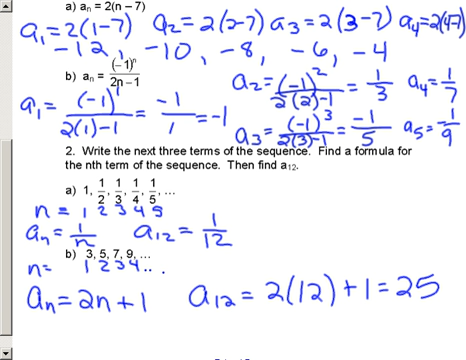 a) aₙ = 2(n – 7)
a₁ = 2(1-7) a₂ = 2(2-7) a₃ = 2(3-7) a₄=2(4-7)
-12, -10, -8, -6, -4
b) aₙ = (–1)ⁿ / (2n – 1)
a₁ = (-1)¹ / (2(1)-1) = -1/1 = -1
a₂ = (-1)² / (2(2)-1) = 1/3 a₄ = 1/7
a₃ = (-1)³ / (2(3)-1) = -1/5 a₅ = -1/9
2. Write the next three terms of the sequence. Find a formula for
the nth term of the sequence. Then find a₁₂.
a) 1, 1/2, 1/3, 1/4, 1/5, ...
n = 1 2 3 4 5
aₙ = 1/n a₁₂ = 1/12
b) 3, 5, 7, 9, ...
n= 1 2 3 4 ....
aₙ = 2n + 1 a₁₂ = 2(12) + 1 = 25